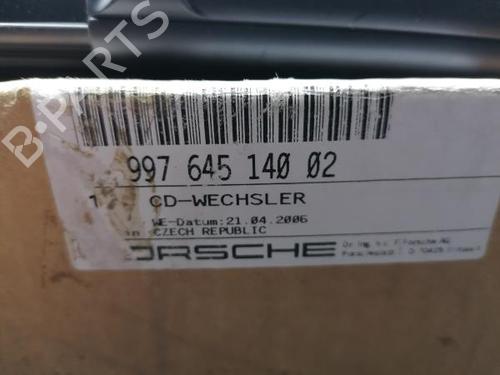 997 645 140 02
CD-WECHSLER
WE-Datum:21.04.2006
CZECH REPUBLIC
ORSCHE
B-PARTS